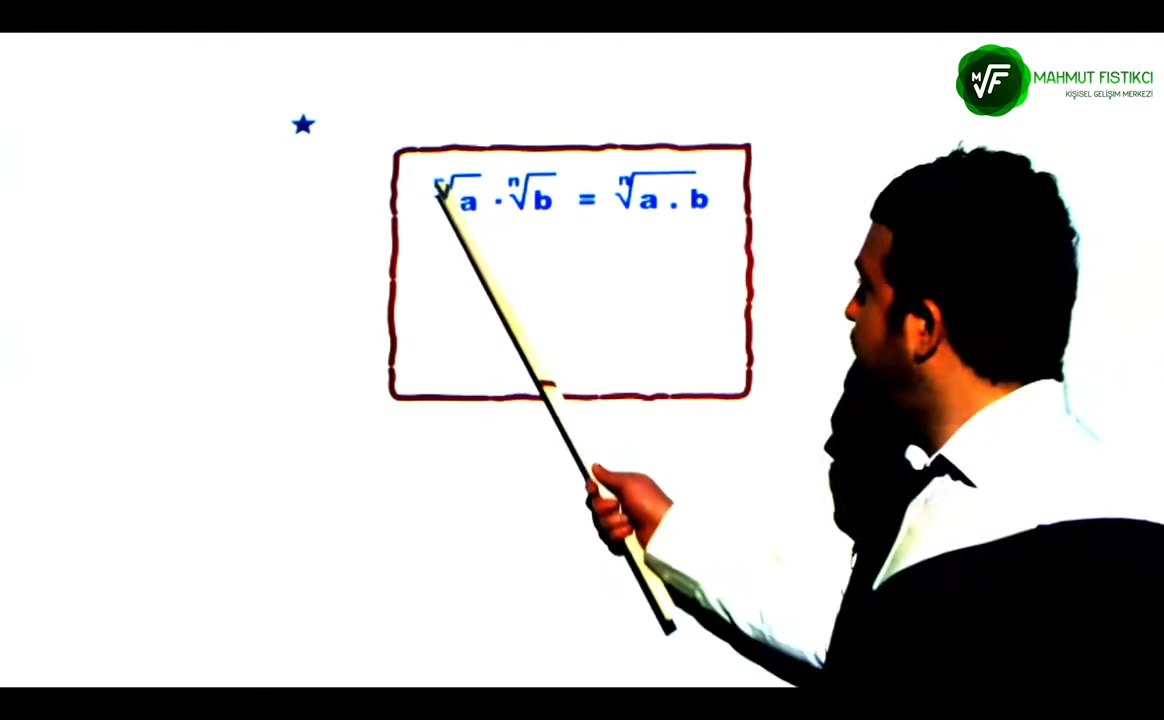 M√F MAHMUT FISTIKCI
KİŞİSEL GELİŞİM MERKEZİ
ⁿ√a · ⁿ√b = ⁿ√a . b